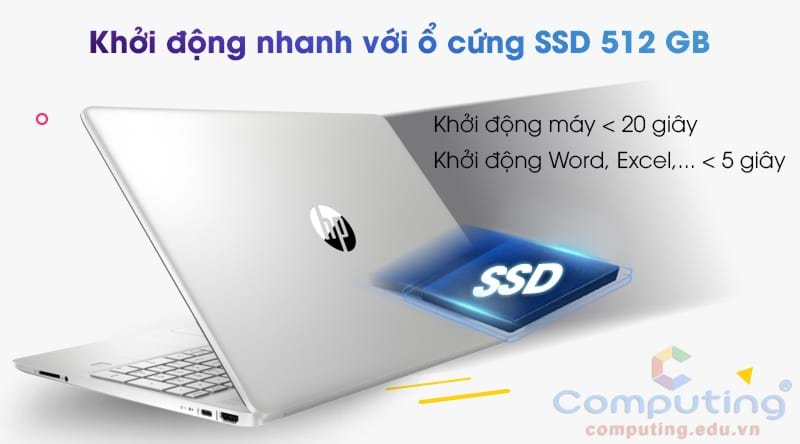 Khởi động nhanh với ổ cứng SSD 512 GB
Khởi động máy < 20 giây
Khởi động Word, Excel,... < 5 giây
hp
SSD
Computing®
computing.edu.vn